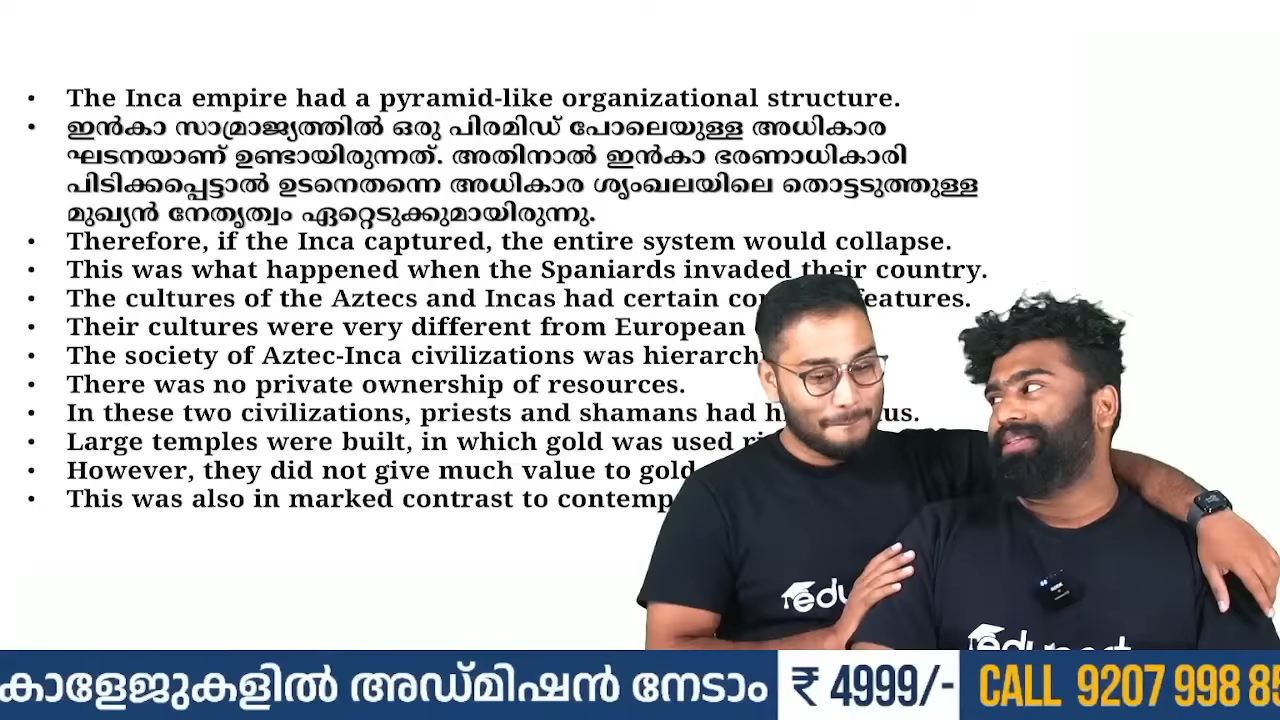 • The Inca empire had a pyramid-like organizational structure.
• ഇൻകാ സാമ്രാജ്യത്തിൽ ഒരു പിരമിഡ് പോലെയുള്ള അധികാര
ഘടനയാണ് ഉണ്ടായിരുന്നത്. അതിനാൽ ഇൻകാ ഭരണാധികാരി
പിടിക്കപ്പെട്ടാൽ ഉടനെതന്നെ അധികാര ശൃംഖലയിലെ തൊട്ടടുത്തുള്ള
മുഖ്യൻ നേതൃത്വം ഏറ്റെടുക്കുമായിരുന്നു.
• Therefore, if the Inca captured, the entire system would collapse.
• This was what happened when the Spaniards invaded their country.
• The cultures of the Aztecs and Incas had certain features.
• Their cultures were very different from European
• The society of Aztec-Inca civilizations was
• There was no private ownership of resources.
• In these two civilizations, priests and shamans had
• Large temples were built, in which gold was used
• However, they did not give much value to gold
• This was also in marked contrast to
കാളേജുകളിൽ അഡ്മിഷൻ നേടാം ₹ 4999/- CALL 9207 998 85